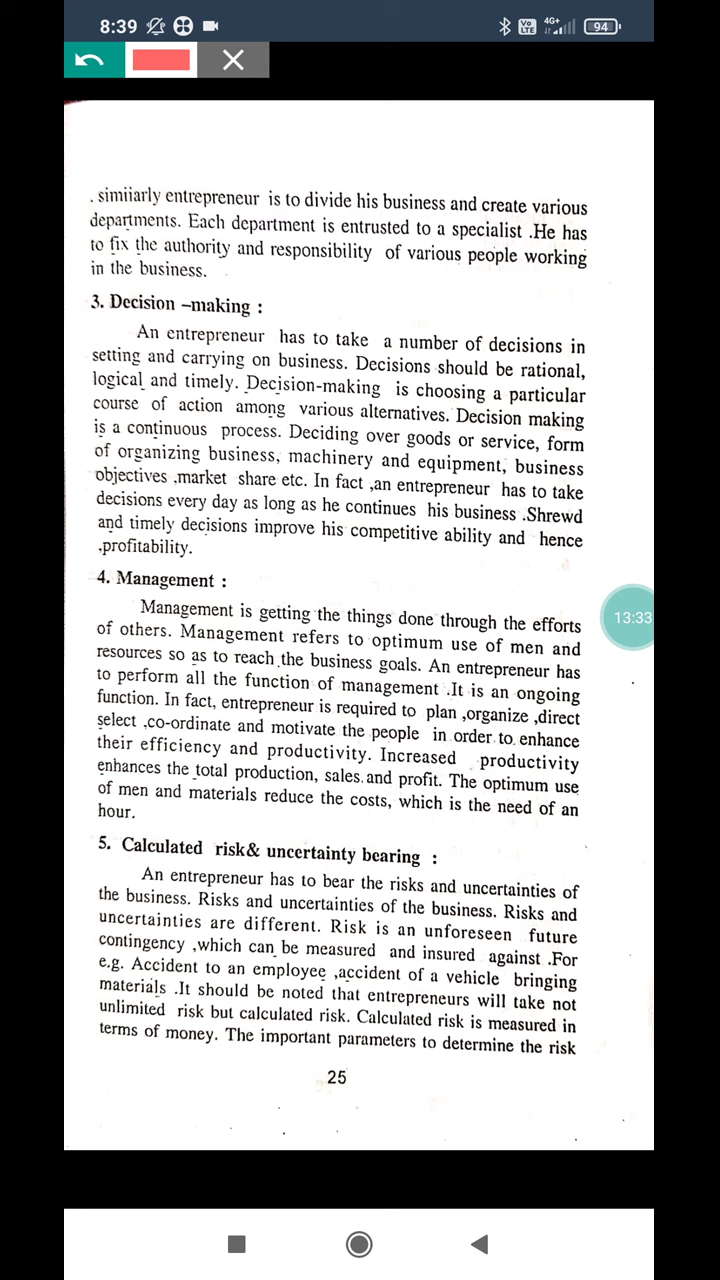 8:39
Vo LTE 4G+ 94
. simiiarly entrepreneur is to divide his business and create various
departments. Each department is entrusted to a specialist .He has
to fix the authority and responsibility of various people working
in the business.
3. Decision –making :
An entrepreneur has to take a number of decisions in
setting and carrying on business. Decisions should be rational,
logical and timely. Decision-making is choosing a particular
course of action among various alternatives. Decision making
is a continuous process. Deciding over goods or service, form
of organizing business, machinery and equipment, business
objectives ,market share etc. In fact ,an entrepreneur has to take
decisions every day as long as he continues his business .Shrewd
and timely decisions improve his competitive ability and hence
.profitability.
4. Management :
Management is getting the things done through the efforts
of others. Management refers to optimum use of men and
resources so as to reach the business goals. An entrepreneur has
to perform all the function of management .It is an ongoing
function. In fact, entrepreneur is required to plan ,organize ,direct
select ,co-ordinate and motivate the people in order to enhance
their efficiency and productivity. Increased productivity
enhances the total production, sales and profit. The optimum use
of men and materials reduce the costs, which is the need of an
hour.
13:33
5. Calculated risk& uncertainty bearing :
An entrepreneur has to bear the risks and uncertainties of
the business. Risks and uncertainties of the business. Risks and
uncertainties are different. Risk is an unforeseen future
contingency ,which can be measured and insured against .For
e.g. Accident to an employee ,accident of a vehicle bringing
materials .It should be noted that entrepreneurs will take not
unlimited risk but calculated risk. Calculated risk is measured in
terms of money. The important parameters to determine the risk
25